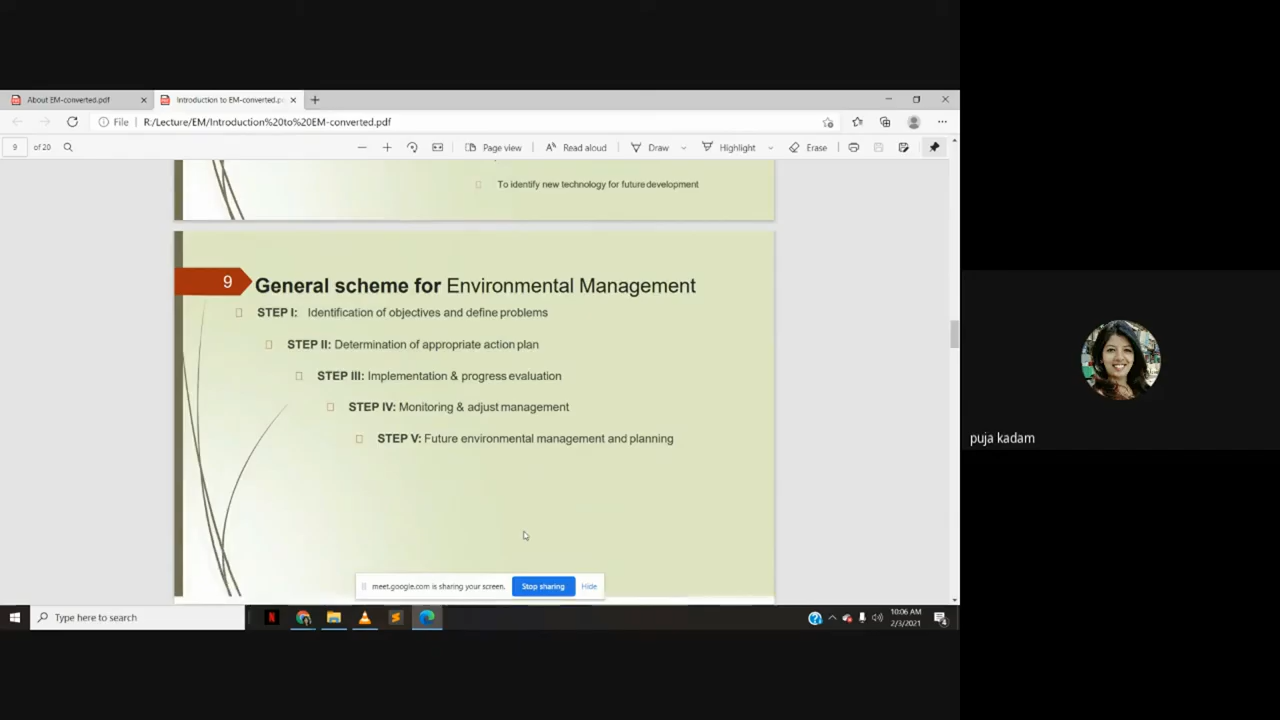 About EM-converted.pdf
Introduction to EM-converted.p
File
R:/Lecture/EM/Introduction%20to%20EM-converted.pdf
9 of 20
Page view
Read aloud
Draw
Highlight
Erase
To identify new technology for future development
9
General scheme for Environmental Management
STEP I: Identification of objectives and define problems
STEP II: Determination of appropriate action plan
STEP III: Implementation & progress evaluation
STEP IV: Monitoring & adjust management
STEP V: Future environmental management and planning
puja kadam
meet.google.com is sharing your screen.
Stop sharing
Hide
Type here to search
10:06 AM
2/3/2021
4